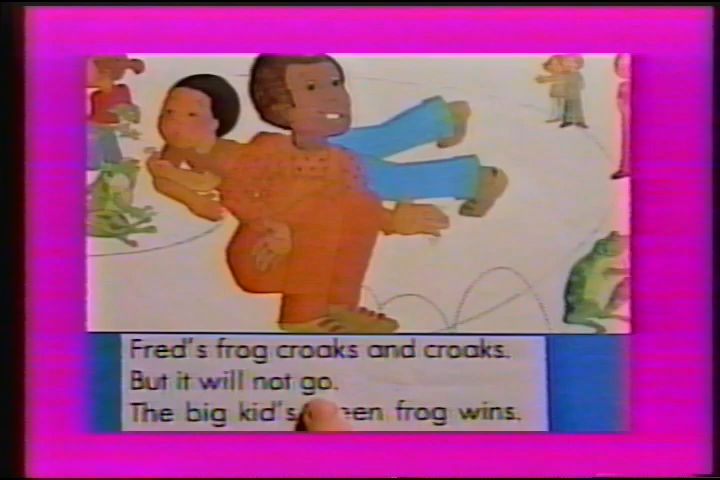 Fred's frog croaks and croaks.
But it will not go.
The big kid's frog wins.